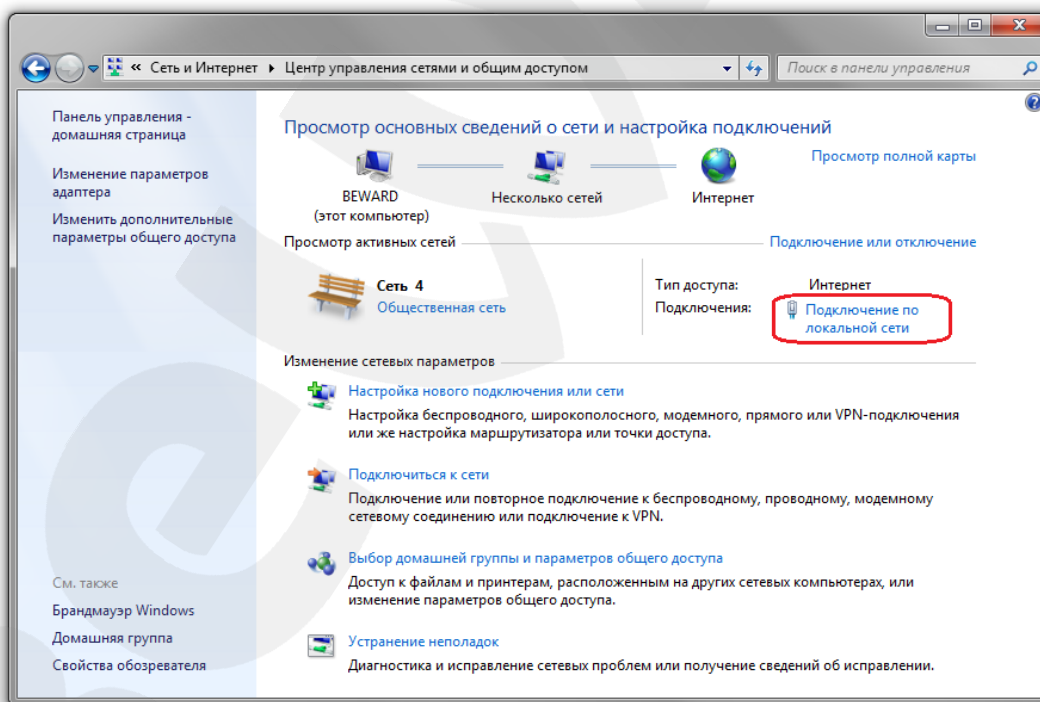 « Сеть и Интернет ▸ Центр управления сетями и общим доступом
Поиск в панели управления
Панель управления -
домашняя страница
Изменение параметров
адаптера
Изменить дополнительные
параметры общего доступа
См. также
Брандмауэр Windows
Домашняя группа
Свойства обозревателя
Просмотр основных сведений о сети и настройка подключений
Просмотр полной карты
BEWARD
(этот компьютер)
Несколько сетей
Интернет
Просмотр активных сетей
Подключение или отключение
Сеть 4
Общественная сеть
Тип доступа: Интернет
Подключения: Подключение по
локальной сети
Изменение сетевых параметров
Настройка нового подключения или сети
Настройка беспроводного, широкополосного, модемного, прямого или VPN-подключения
или же настройка маршрутизатора или точки доступа.
Подключиться к сети
Подключение или повторное подключение к беспроводному, проводному, модемному
сетевому соединению или подключение к VPN.
Выбор домашней группы и параметров общего доступа
Доступ к файлам и принтерам, расположенным на других сетевых компьютерах, или
изменение параметров общего доступа.
Устранение неполадок
Диагностика и исправление сетевых проблем или получение сведений об исправлении.